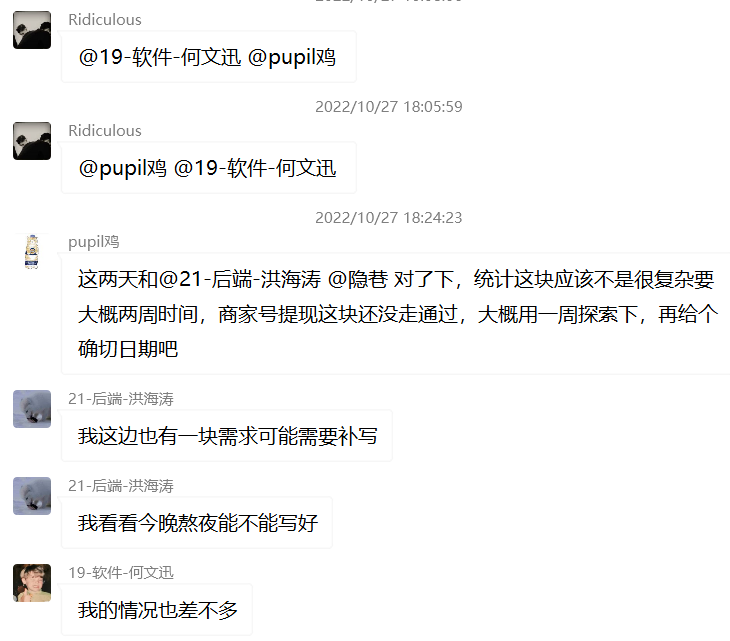 Ridiculous
@19-软件-何文迅 @pupil鸡
2022/10/27 18:05:59
Ridiculous
@pupil鸡 @19-软件-何文迅
2022/10/27 18:24:23
pupil鸡
这两天和@21-后端-洪海涛 @隐巷 对了下，统计这块应该不是很复杂要
大概两周时间，商家号提现这块还没走通过，大概用一周探索下，再给个
确切日期吧
21-后端-洪海涛
我这边也有一块需求可能需要补写
21-后端-洪海涛
我看看今晚熬夜能不能写好
19-软件-何文迅
我的情况也差不多